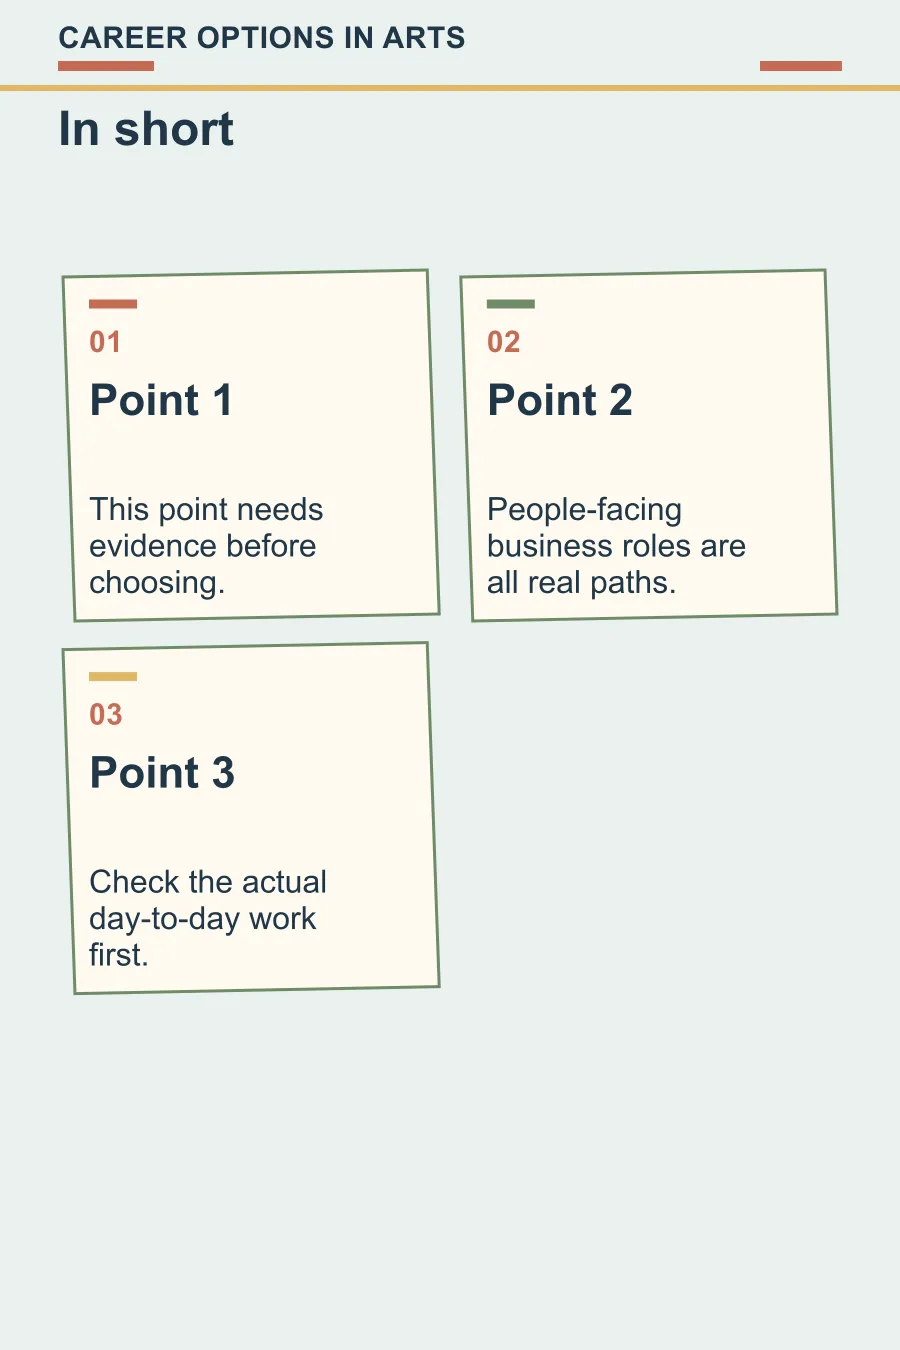 CAREER OPTIONS IN ARTS
In short
01
Point 1
This point needs
evidence before
choosing.
02
Point 2
People-facing
business roles are
all real paths.
03
Point 3
Check the actual
day-to-day work
first.